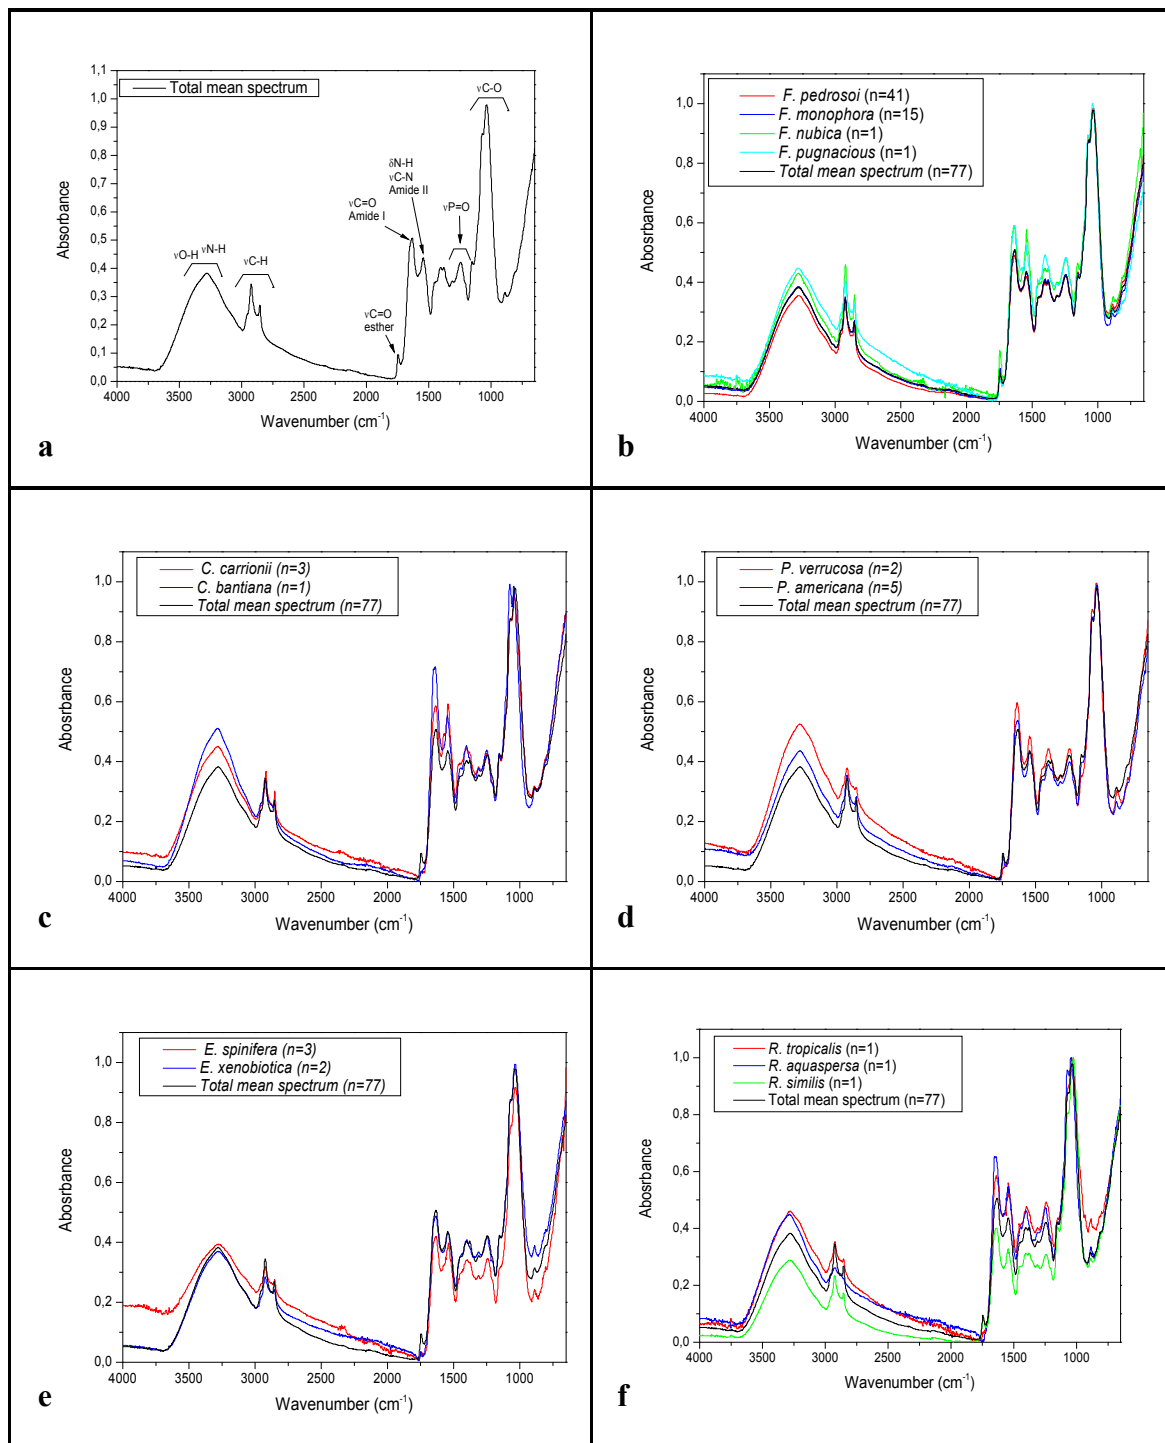 1,1
1,0
0,9
0,8
0,7
0,6
0,5
0,4
0,3
0,2
0,1
0,0
Absorbance
Total mean spectrum
νC-O
δN-H
νC-N
Amide II
νC=O
Amide I
νP=O
νO-H
νN-H
νC-H
νC=O
esther
4000 3500 3000 2500 2000 1500 1000
Wavenumber (cm-1)
a
1,0
0,8
0,6
0,4
0,2
0,0
Abosrbance
F. pedrosoi (n=41)
F. monophora (n=15)
F. nubica (n=1)
F. pugnacious (n=1)
Total mean spectrum (n=77)
4000 3500 3000 2500 2000 1500 1000
Wavenumber (cm-1)
b
1,0
0,8
0,6
0,4
0,2
0,0
Abosrbance
C. carrionii (n=3)
C. bantiana (n=1)
Total mean spectrum (n=77)
4000 3500 3000 2500 2000 1500 1000
Wavenumber (cm-1)
c
1,0
0,8
0,6
0,4
0,2
0,0
Abosrbance
P. verrucosa (n=2)
P. americana (n=5)
Total mean spectrum (n=77)
4000 3500 3000 2500 2000 1500 1000
Wavenumber (cm-1)
d
1,0
0,8
0,6
0,4
0,2
0,0
Abosrbance
E. spinifera (n=3)
E. xenobiotica (n=2)
Total mean spectrum (n=77)
4000 3500 3000 2500 2000 1500 1000
Wavenumber (cm-1)
e
1,0
0,8
0,6
0,4
0,2
0,0
Abosrbance
R. tropicalis (n=1)
R. aquaspersa (n=1)
R. similis (n=1)
Total mean spectrum (n=77)
4000 3500 3000 2500 2000 1500 1000
Wavenumber (cm-1)
f